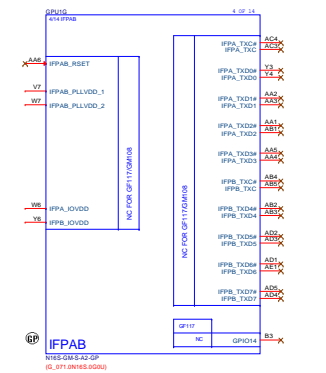 GPU1G
4 OF 14
4/14 IFPAB
AA6 IFPAB_RSET
V7 IFPAB_PLLVDD_1
W7 IFPAB_PLLVDD_2
W6 IFPA_IOVDD
Y6 IFPB_IOVDD
NC FOR GF117/GM108
NC FOR GF117/GM108
IFPA_TXC# AC4
IFPA_TXC AC3
IFPA_TXD0# Y3
IFPA_TXD0 Y4
IFPA_TXD1# AA2
IFPA_TXD1 AA3
IFPA_TXD2# AA1
IFPA_TXD2 AB1
IFPA_TXD3# AA5
IFPA_TXD3 AA4
IFPB_TXC# AB4
IFPB_TXC AB5
IFPB_TXD4# AB2
IFPB_TXD4 AB3
IFPB_TXD5# AD2
IFPB_TXD5 AD3
IFPB_TXD6# AD1
IFPB_TXD6 AE1
IFPB_TXD7# AD5
IFPB_TXD7 AD4
GF117
NC
GPIO14 B3
GP
IFPAB
N16S-GM-S-A2-GP
(G_071.0N16S.0G0U)